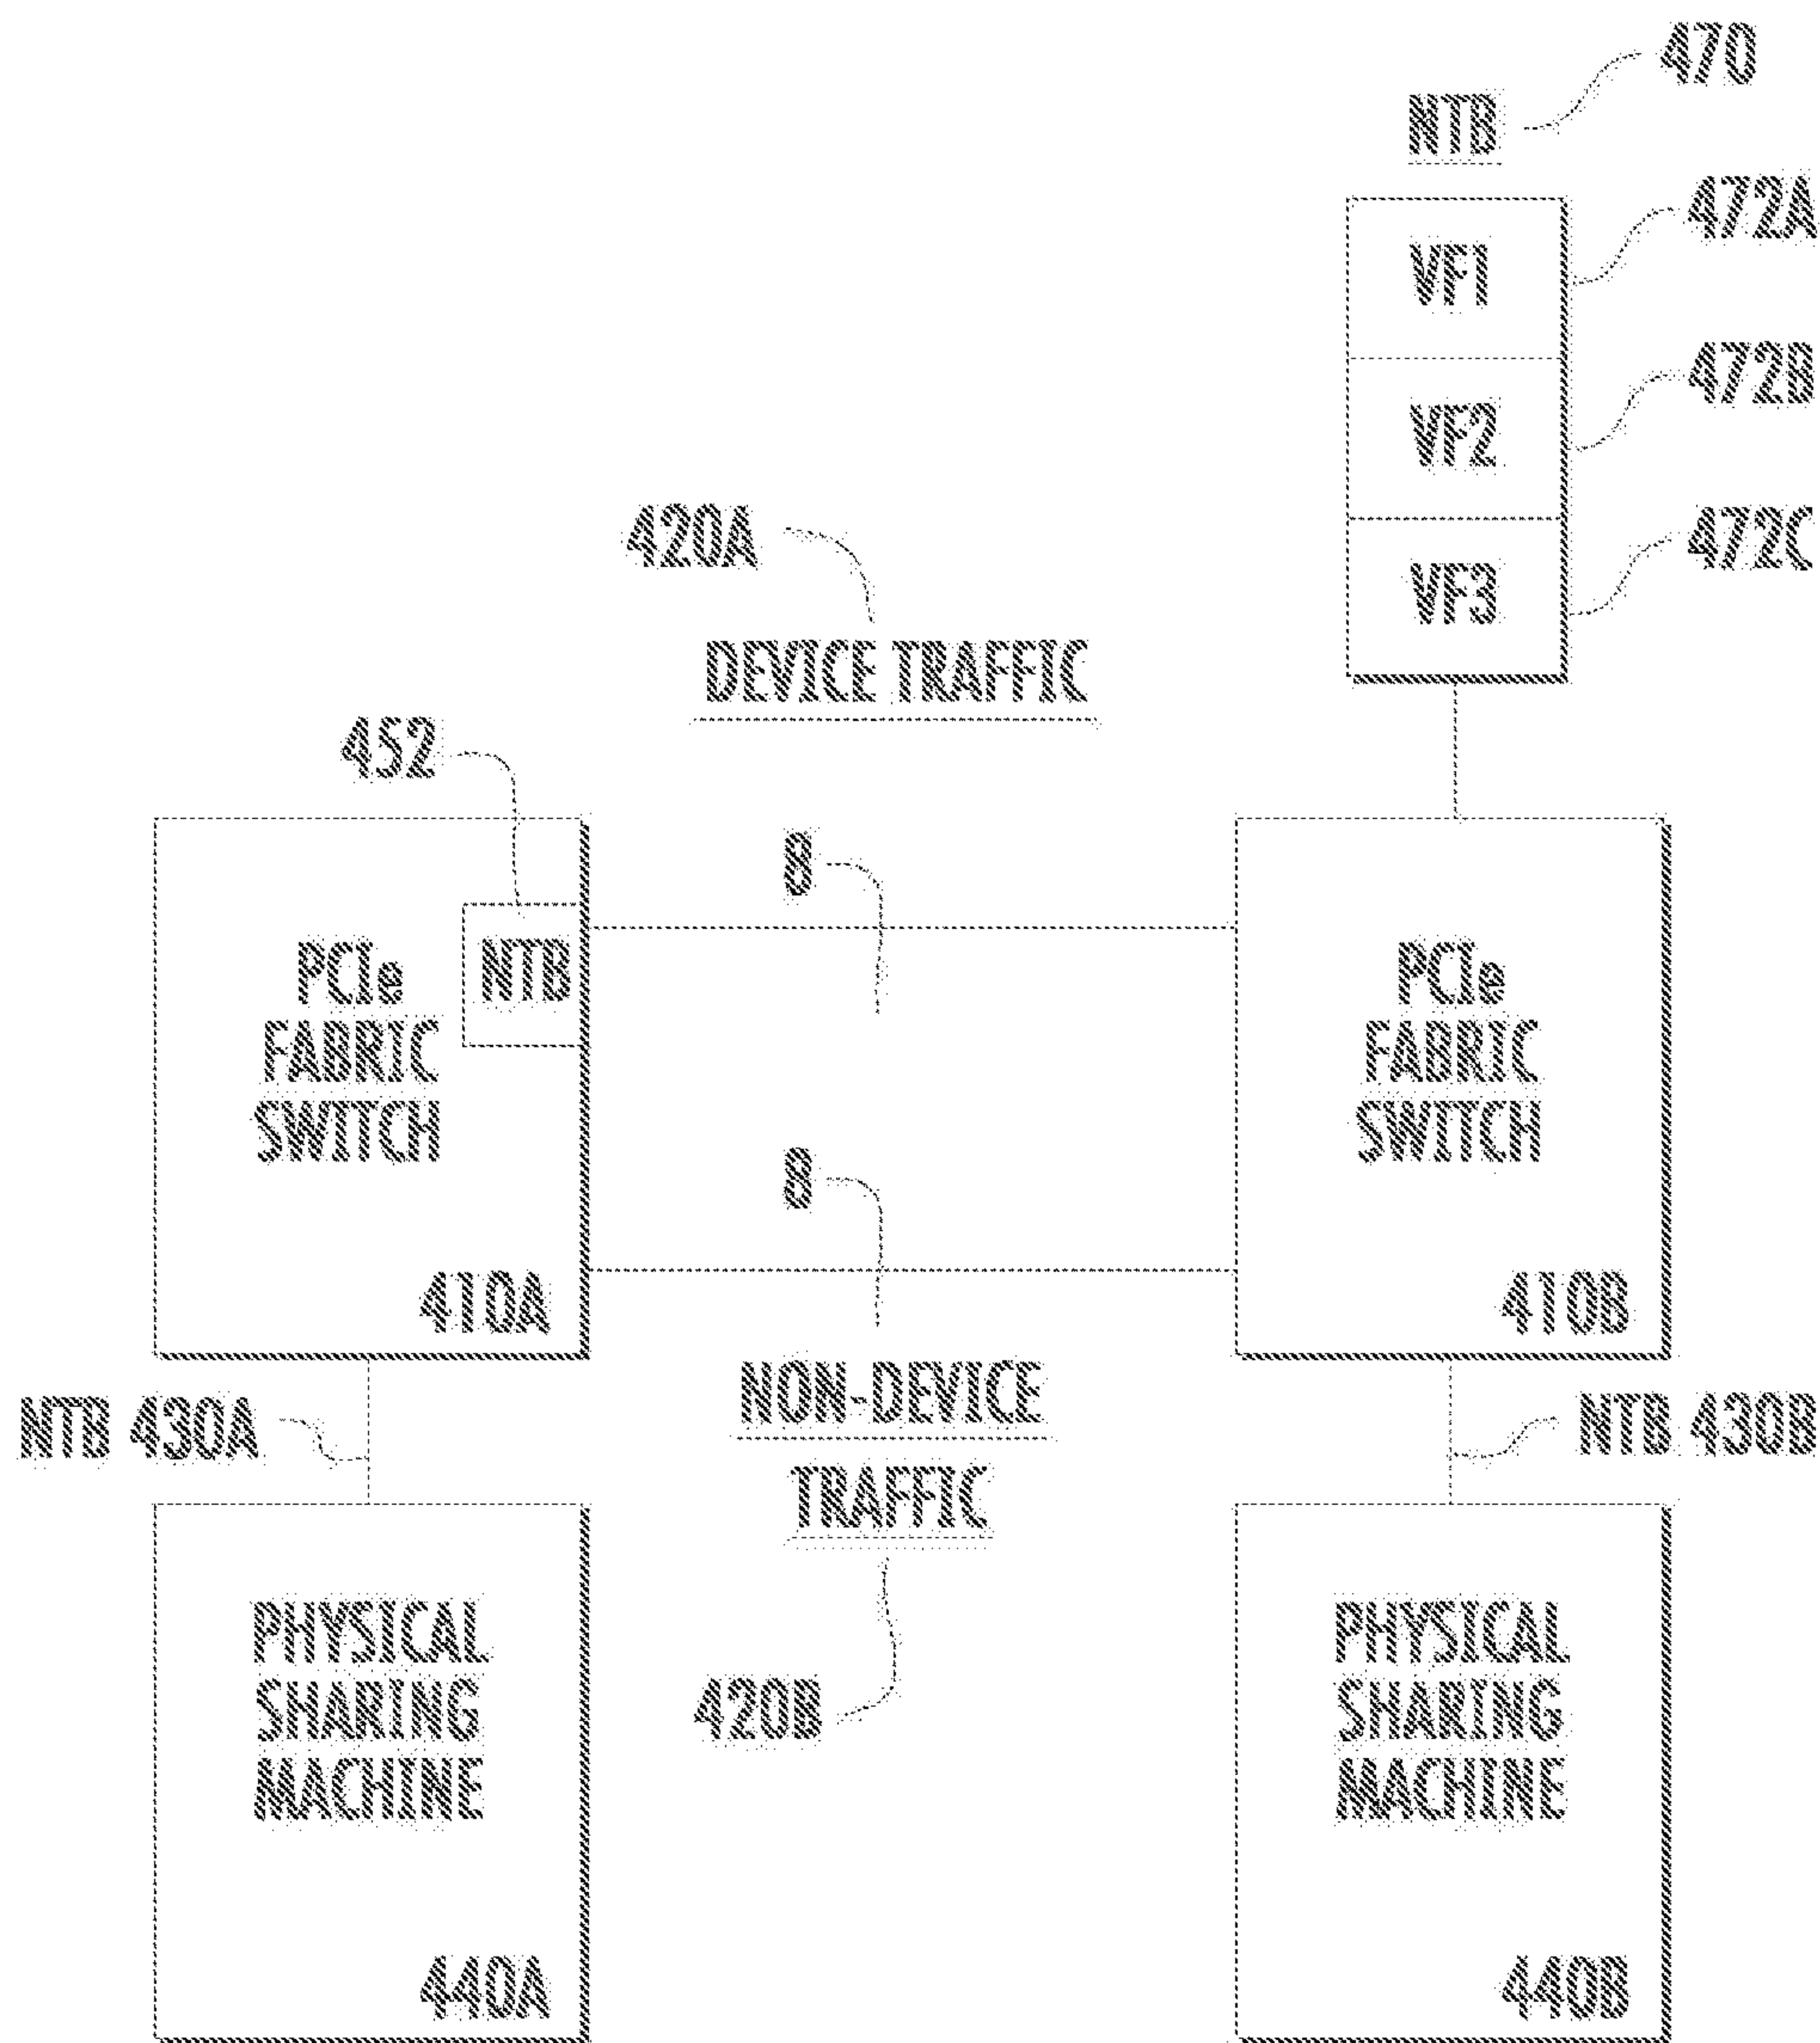 470
NTB
472A
VF1
472B
VF2
420A
472C
VF3
DEVICE TRAFFIC
452
8
PCIe
FABRIC
SWITCH
NTB
PCIe
FABRIC
SWITCH
8
410A
410B
NTB 430A
NON-DEVICE
TRAFFIC
NTB 430B
PHYSICAL
SHARING
MACHINE
420B
PHYSICAL
SHARING
MACHINE
440A
440B